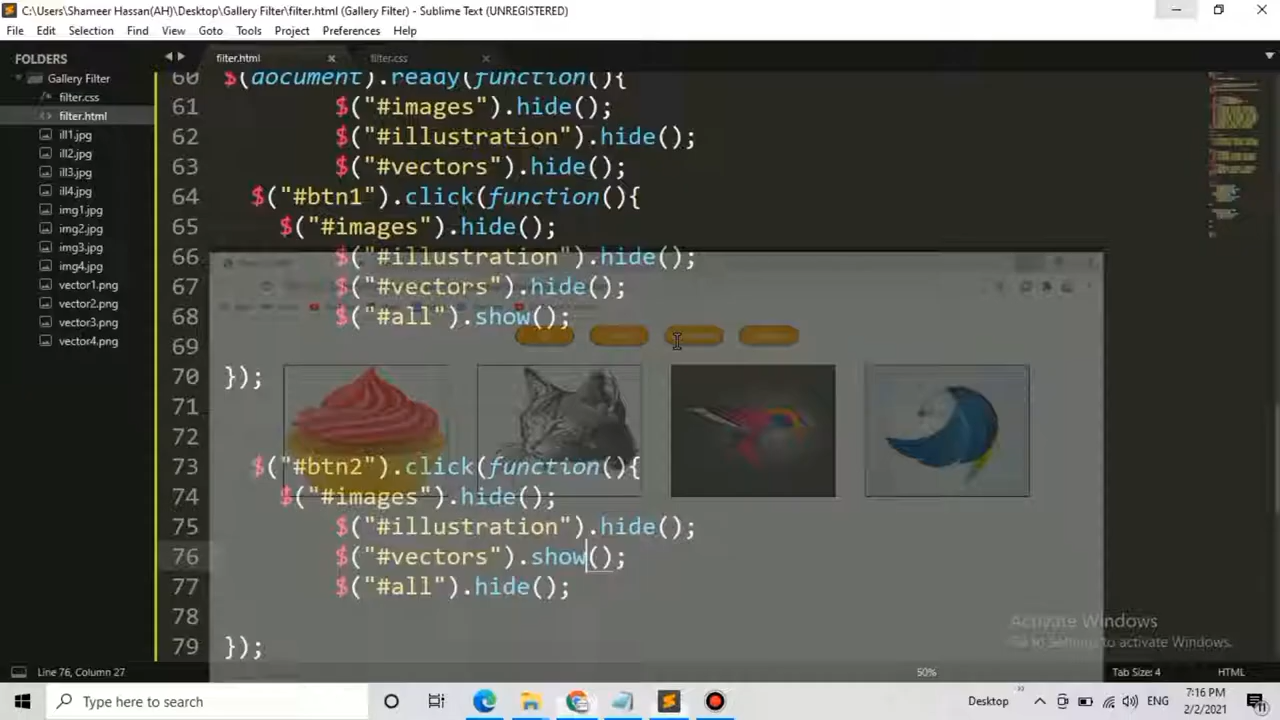 C:\Users\Shameer Hassan(AH)\Desktop\Gallery Filter\filter.html (Gallery Filter) - Sublime Text (UNREGISTERED)
File Edit Selection Find View Goto Tools Project Preferences Help
FOLDERS
Gallery Filter
filter.css
filter.html
ill1.jpg
ill2.jpg
ill3.jpg
ill4.jpg
img1.jpg
img2.jpg
img3.jpg
img4.jpg
vector1.png
vector2.png
vector3.png
vector4.png
filter.html filter.css
60 $(document).ready(function(){
61 $("#images").hide();
62 $("#illustration").hide();
63 $("#vectors").hide();
64 $("#btn1").click(function(){
65 $("#images").hide();
66 $("#illustration").hide();
67 $("#vectors").hide();
68 $("#all").show();
69
70 });
71
72
73 $("#btn2").click(function(){
74 $("#images").hide();
75 $("#illustration").hide();
76 $("#vectors").show();
77 $("#all").hide();
78
79 });
Activate Windows
Go to Settings to activate Windows.
Line 76, Column 27 50% Tab Size: 4 HTML
Type here to search Desktop ENG 7:16 PM
2/2/2021